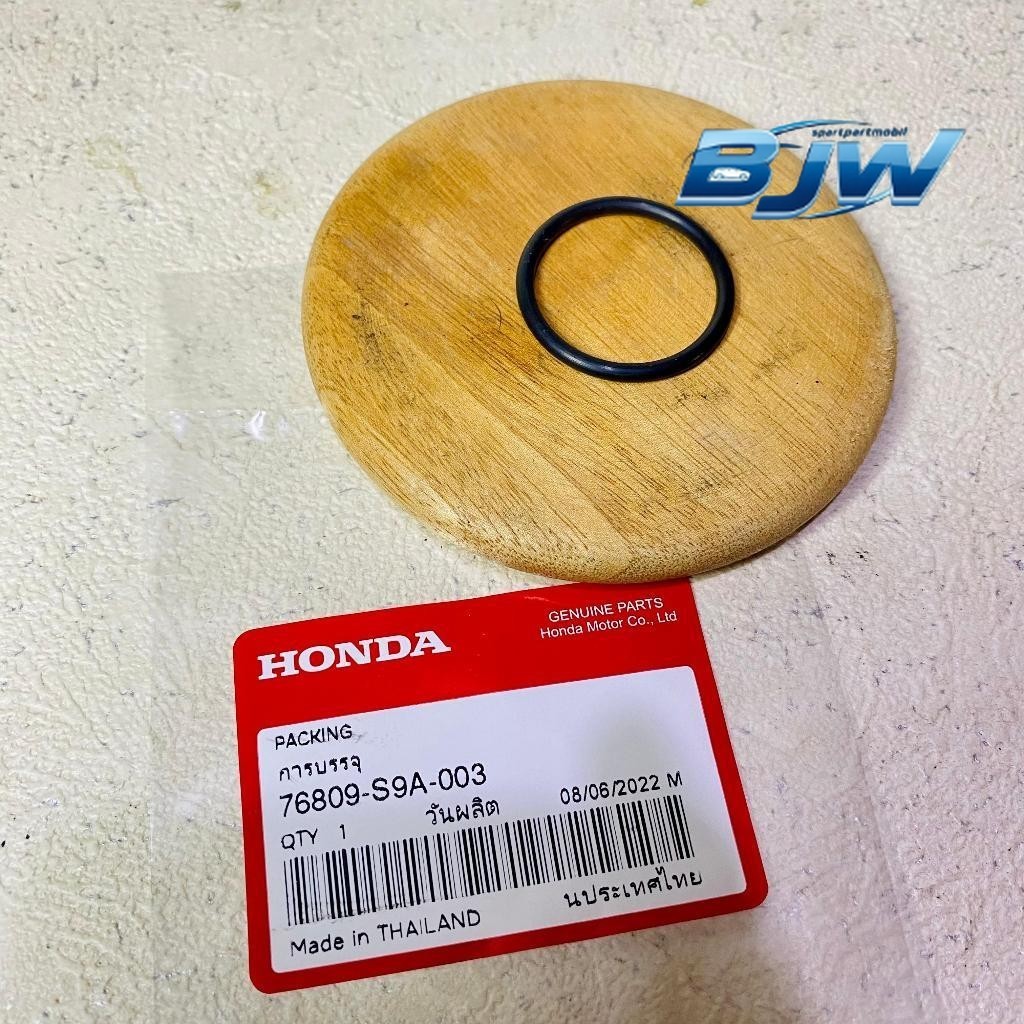 spartpartmobil
BJW
GENUINE PARTS
HONDA
Honda Motor Co., Ltd
PACKING
การบรรจุ
76809-S9A-003
QTY 1 วันผลิต 08/06/2022 M
Made in THAILAND นประเทศไทย